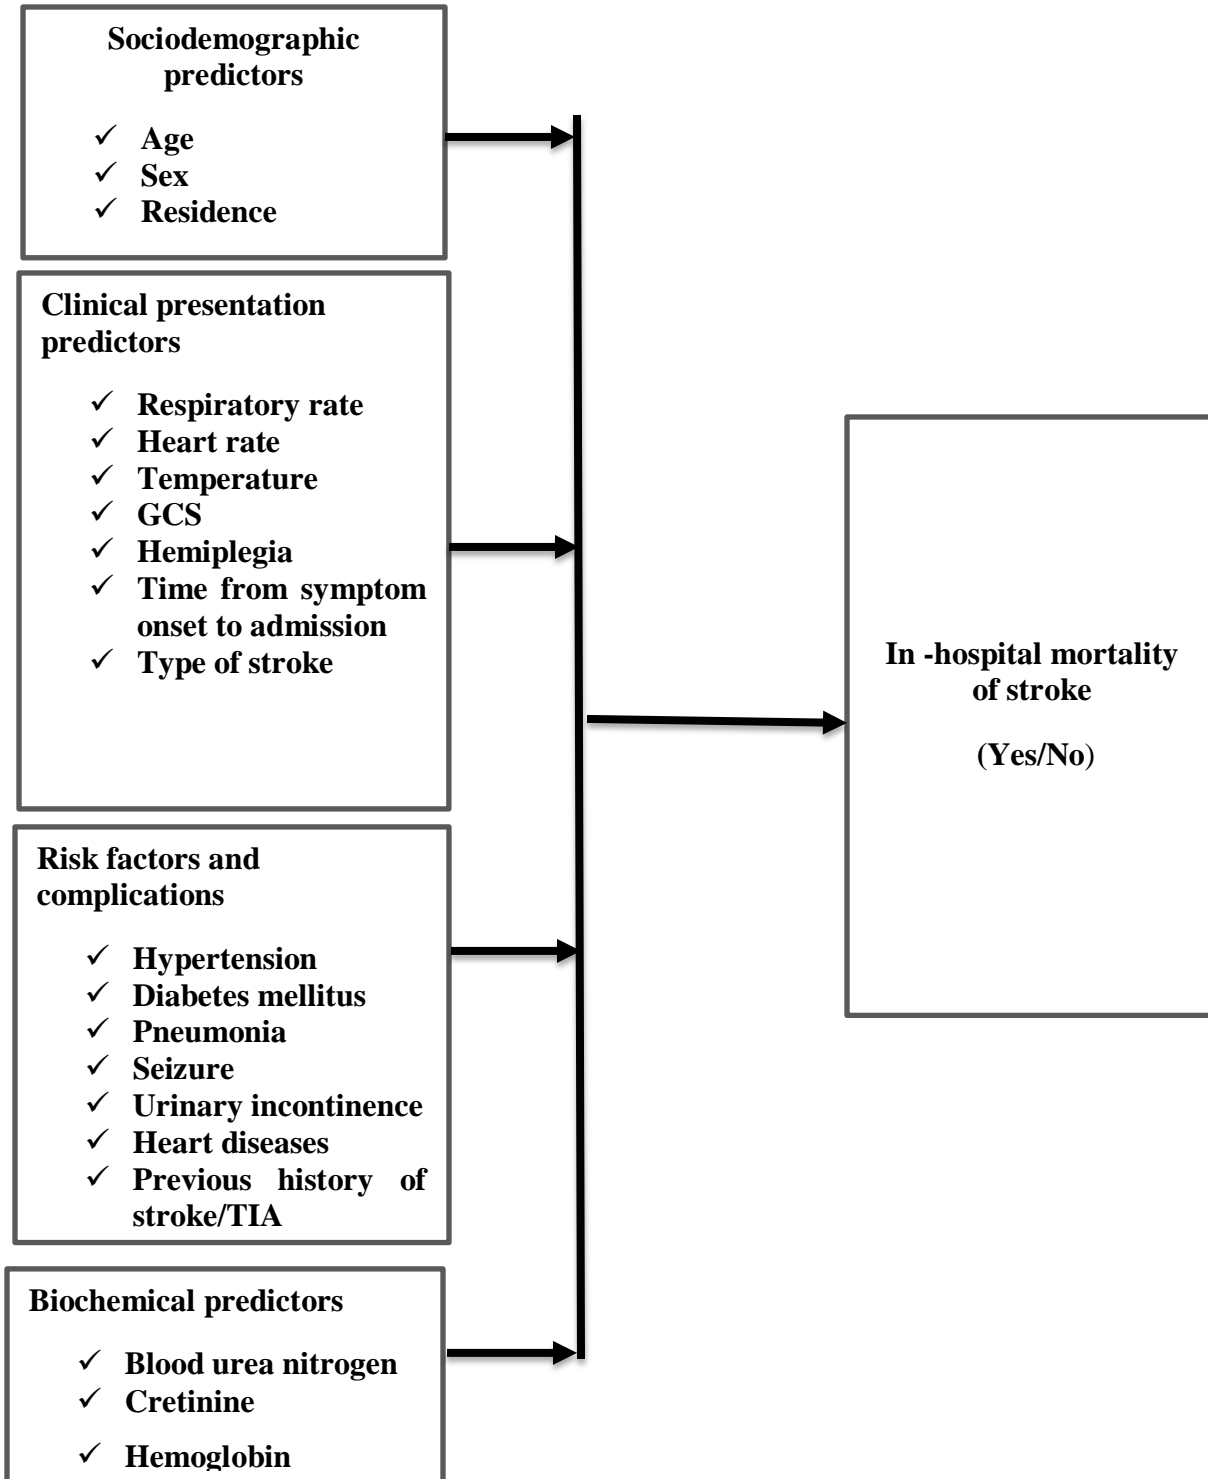 Sociodemographic
predictors
✓ Age
✓ Sex
✓ Residence
Clinical presentation
predictors
✓ Respiratory rate
✓ Heart rate
✓ Temperature
✓ GCS
✓ Hemiplegia
✓ Time from symptom
onset to admission
✓ Type of stroke
Risk factors and
complications
✓ Hypertension
✓ Diabetes mellitus
✓ Pneumonia
✓ Seizure
✓ Urinary incontinence
✓ Heart diseases
✓ Previous history of
stroke/TIA
Biochemical predictors
✓ Blood urea nitrogen
✓ Cretinine
✓ Hemoglobin
In -hospital mortality
of stroke
(Yes/No)